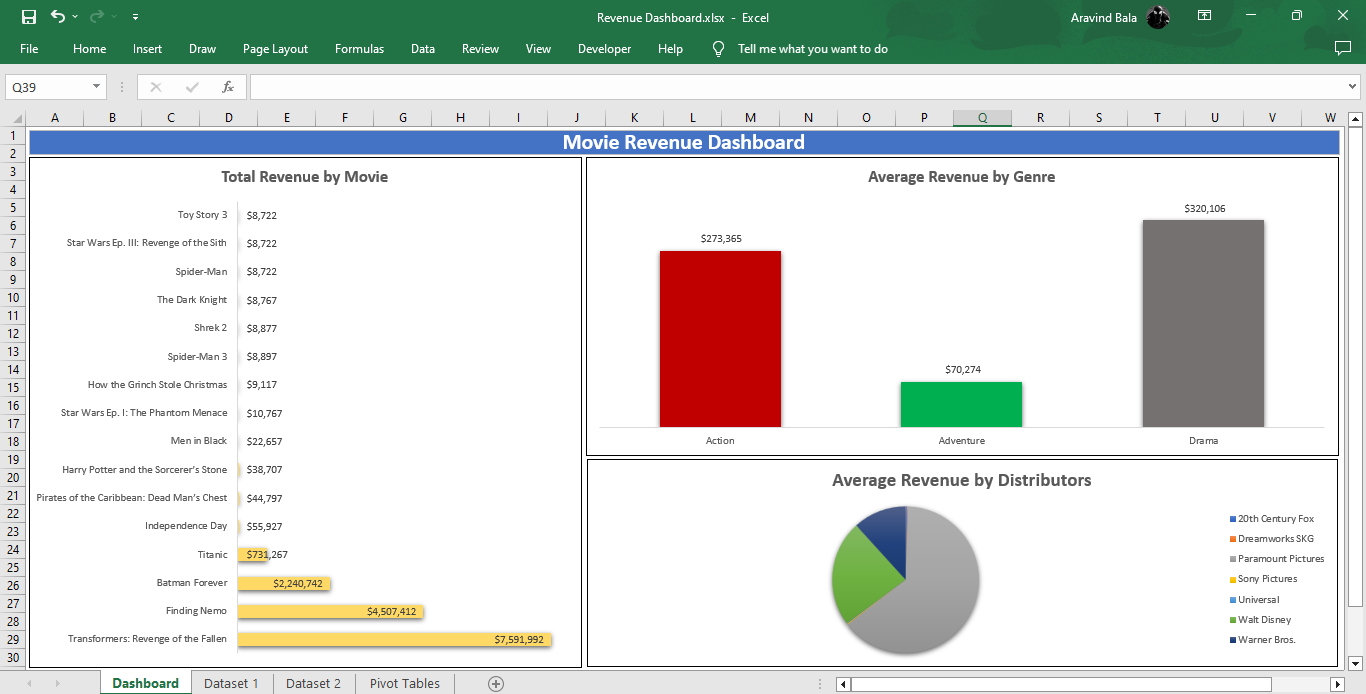 Revenue Dashboard.xlsx - Excel
Aravind Bala
File Home Insert Draw Page Layout Formulas Data Review View Developer Help Tell me what you want to do
Q39
fx
A B C D E F G H I J K L M N O P Q R S T U V W
1
2
3
4
5
6
7
8
9
10
11
12
13
14
15
16
17
18
19
20
21
22
23
24
25
26
27
28
29
30
Movie Revenue Dashboard
Total Revenue by Movie
Toy Story 3 $8,722
Star Wars Ep. III: Revenge of the Sith $8,722
Spider-Man $8,722
The Dark Knight $8,767
Shrek 2 $8,877
Spider-Man 3 $8,897
How the Grinch Stole Christmas $9,117
Star Wars Ep. I: The Phantom Menace $10,767
Men in Black $22,657
Harry Potter and the Sorcerer's Stone $38,707
Pirates of the Caribbean: Dead Man's Chest $44,797
Independence Day $55,927
Titanic $731,267
Batman Forever $2,240,742
Finding Nemo $4,507,412
Transformers: Revenge of the Fallen $7,591,992
Average Revenue by Genre
$320,106
$273,365
$70,274
Action Adventure Drama
Average Revenue by Distributors
20th Century Fox
Dreamworks SKG
Paramount Pictures
Sony Pictures
Universal
Walt Disney
Warner Bros.
Dashboard Dataset 1 Dataset 2 Pivot Tables